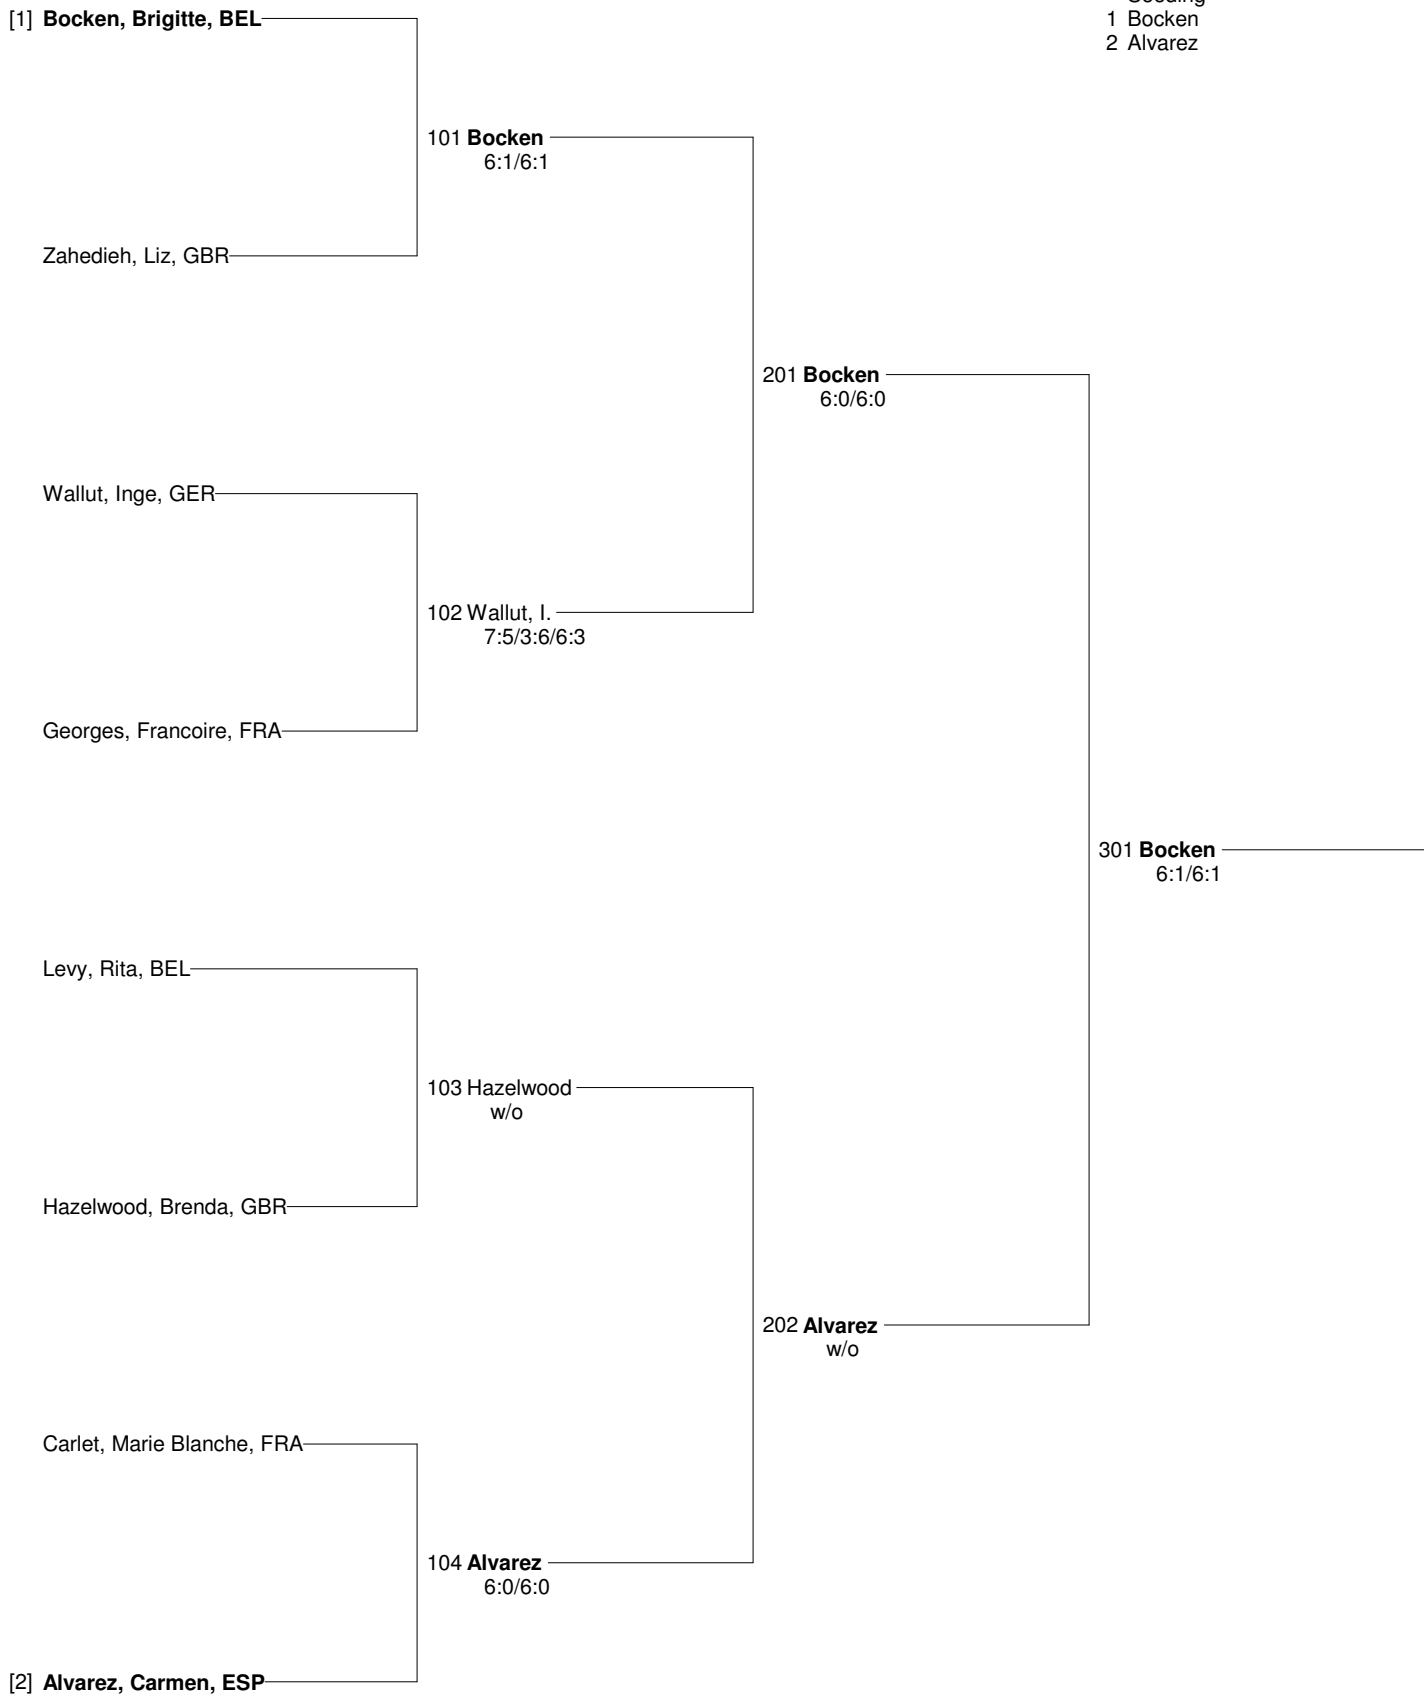 Seeding
[1] Bocken, Brigitte, BEL
1 Bocken
2 Alvarez
101 Bocken
6:1/6:1
Zahedieh, Liz, GBR
201 Bocken
6:0/6:0
Wallut, Inge, GER
102 Wallut, I.
7:5/3:6/6:3
Georges, Francoire, FRA
301 Bocken
6:1/6:1
Levy, Rita, BEL
103 Hazelwood
w/o
Hazelwood, Brenda, GBR
202 Alvarez
w/o
Carlet, Marie Blanche, FRA
104 Alvarez
6:0/6:0
[2] Alvarez, Carmen, ESP